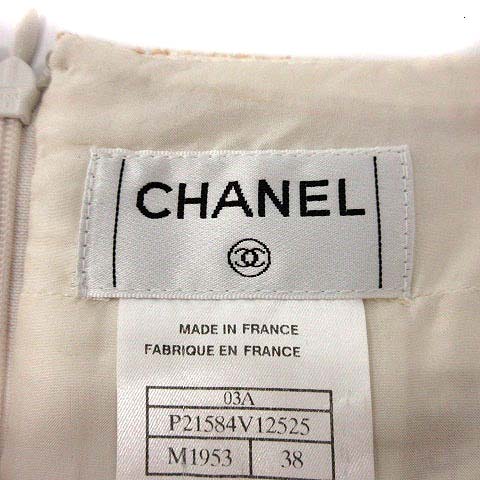 CHANEL
MADE IN FRANCE
FABRIQUE EN FRANCE
03A
P21584V12525
M1953 38